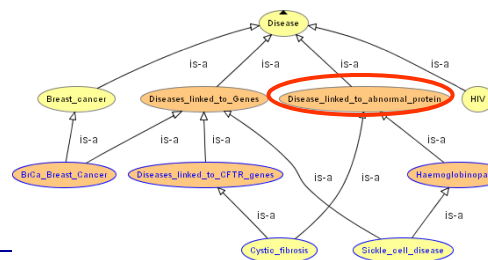 Disease
is-a
is-a
is-a
is-a
Breast_cancer
Diseases_linked_to_Genes
Disease_linked_to_abnormal_protein
HIV
is-a
is-a
is-a
is-a
is-a
is-a
BrCa_Breast_Cancer
Diseases_linked_to_CFTR_genes
Haemoglobinopa
is-a
is-a
Cystic_fibrosis
Sickle_cell_disease